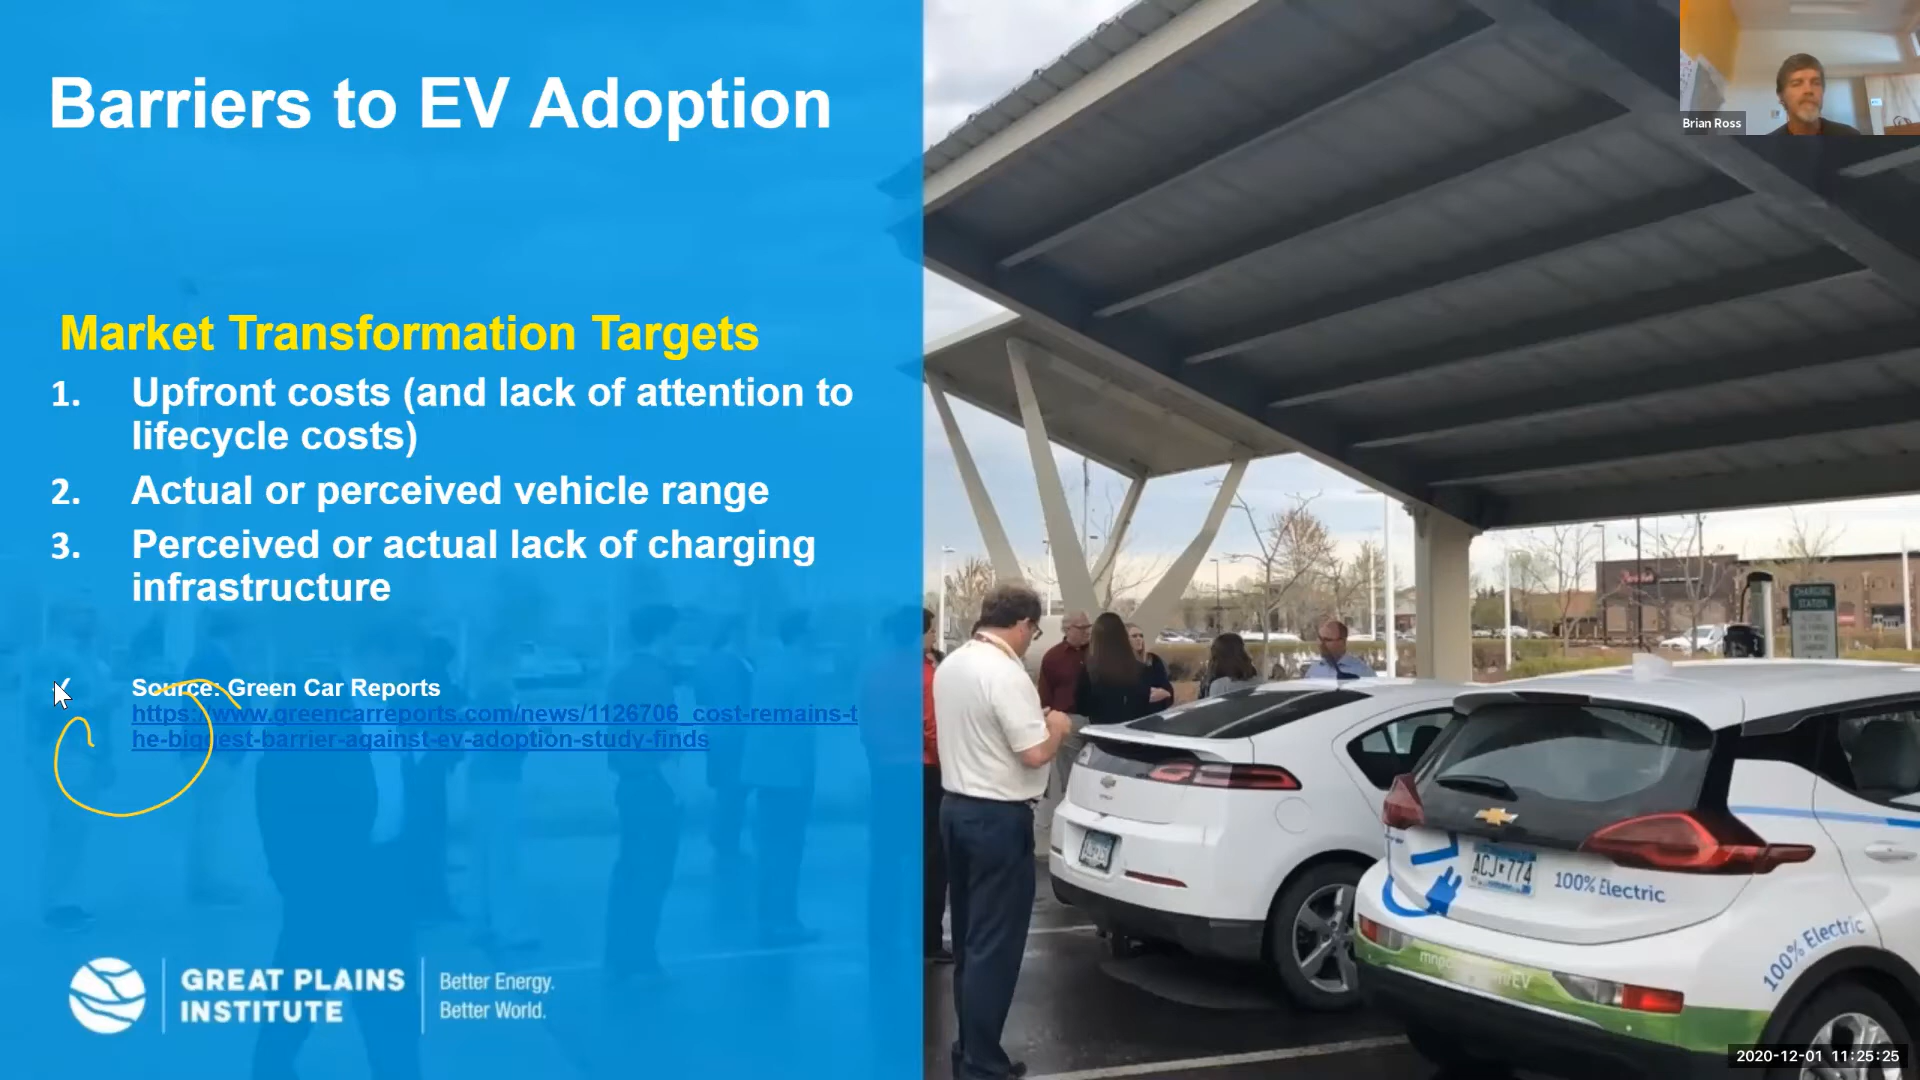 Barriers to EV Adoption
Brian Ross
Market Transformation Targets
1. Upfront costs (and lack of attention to
lifecycle costs)
2. Actual or perceived vehicle range
3. Perceived or actual lack of charging
infrastructure
Source: Green Car Reports
https://www.greencarreports.com/news/1126706_cost-remains-t
he-biggest-barrier-against-ev-adoption-study-finds
CHARGING
STATION
ACJ 774
100% Electric
100% Electric
GREAT PLAINS
INSTITUTE
Better Energy.
Better World.
2020-12-01 11:25:25